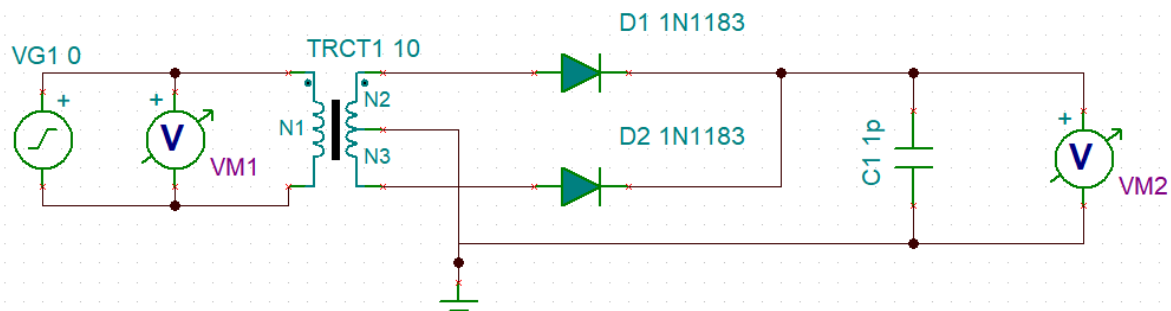 D1 1N1183
VG1 0
TRCT1 10
+
+
N1
N2
N3
V
VM1
D2 1N1183
C1 1p
+
V
VM2